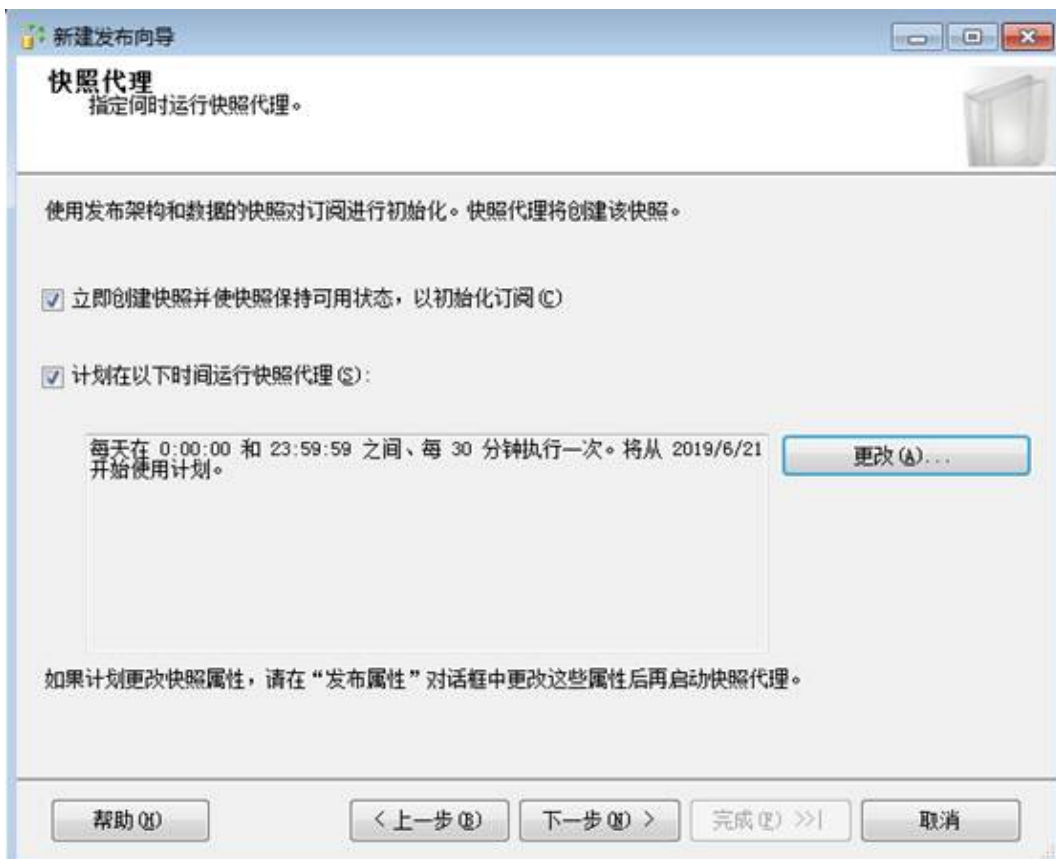 新建发布向导
快照代理
指定何时运行快照代理。
使用发布架构和数据的快照对订阅进行初始化。快照代理将创建该快照。
立即创建快照并使快照保持可用状态，以初始化订阅(C)
计划在以下时间运行快照代理(S):
每天在 0:00:00 和 23:59:59 之间、每 30 分钟执行一次。将从 2019/6/21
开始使用计划。
更改(A)...
如果计划更改快照属性，请在“发布属性”对话框中更改这些属性后再启动快照代理。
帮助(H)
< 上一步(B)
下一步(N) >
完成(F) >>|
取消